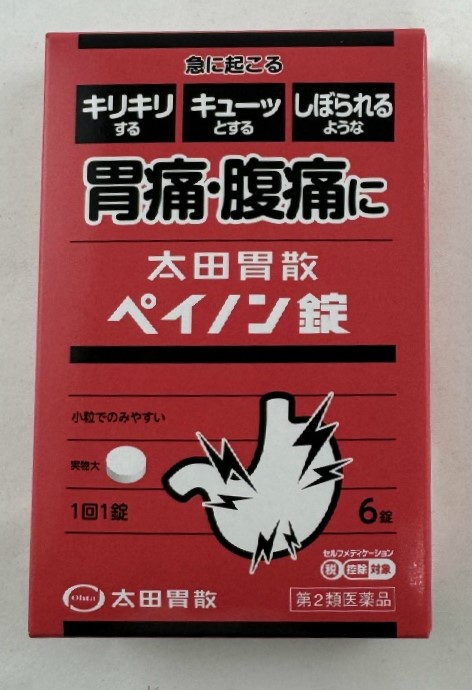 急に起こる
キリキリ キューッ しぼられる
する とする ような
胃痛・腹痛に
太田胃散
ペイノン錠
小粒でのみやすい
実物大
1回1錠
6錠
セルフメディケーション
税 控除 対象
Ohta 太田胃散
第2類医薬品